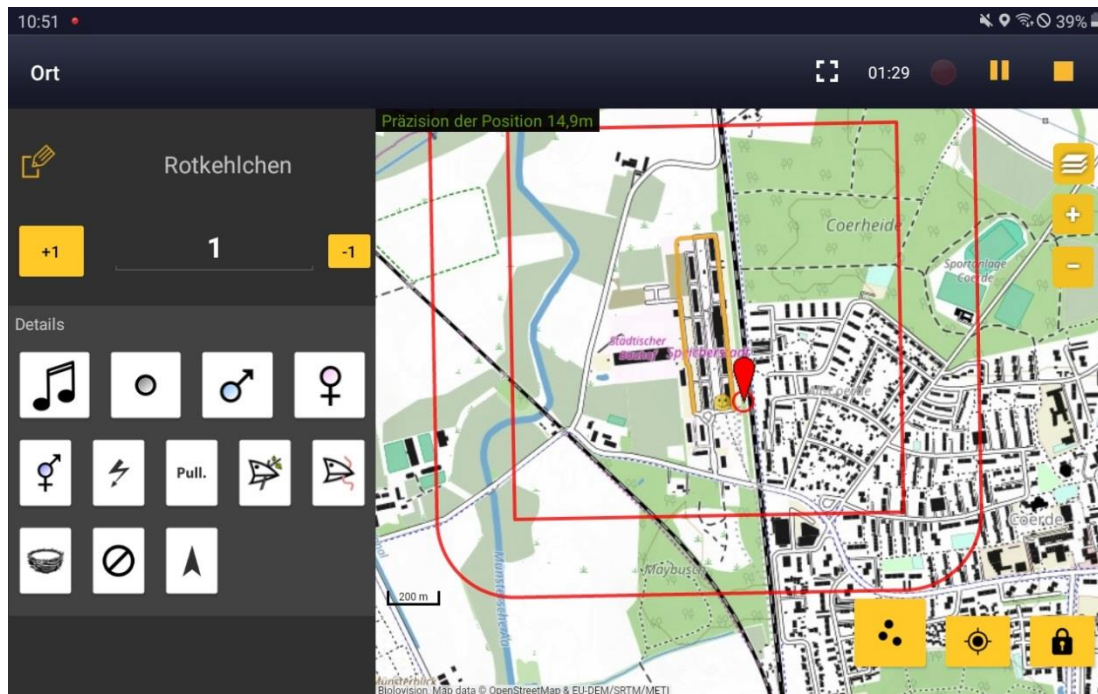 10:51
39%
Ort
01:29
Präzision der Position 14,9m
Rotkehlchen
+1
1
-1
Details
Pull.
Coerheide
Sportanlage
Coerde
Städtischer
Coerde
Maybusch
200 m
+
−
Biolovision, Map data © OpenStreetMap & EU-DEM/SRTM/METI